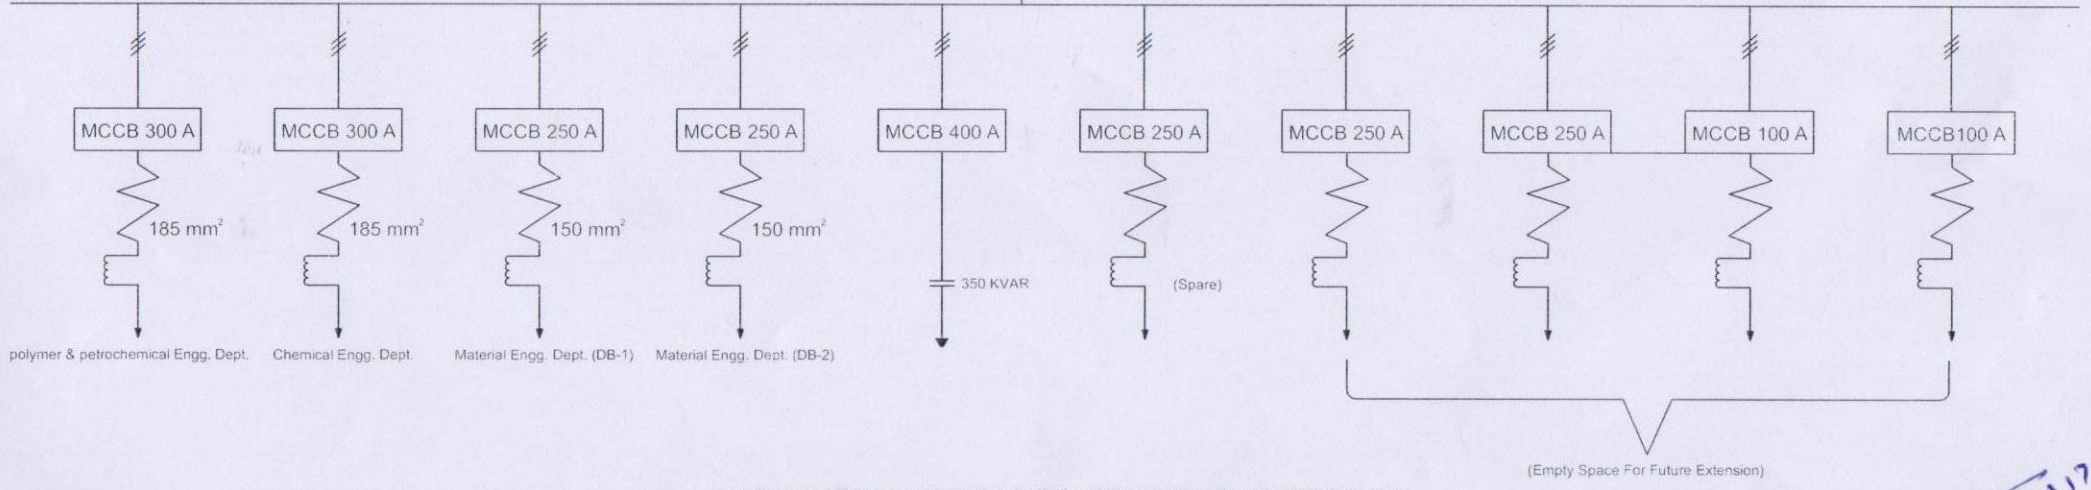 MCCB 300 A MCCB 300 A MCCB 250 A MCCB 250 A MCCB 400 A MCCB 250 A MCCB 250 A MCCB 250 A MCCB 100 A MCCB100 A
185 mm² 185 mm² 150 mm² 150 mm²
350 KVAR (Spare)
polymer & petrochemical Engg. Dept. Chemical Engg. Dept. Material Engg. Dept. (DB-1) Material Engg. Dept. (DB-2)
(Empty Space For Future Extension)